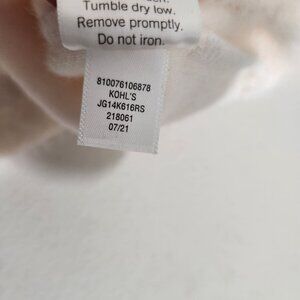 Tumble dry low.
Remove promptly.
Do not iron.
810076106878
KOHL'S
JG14K616RS
218061
07/21